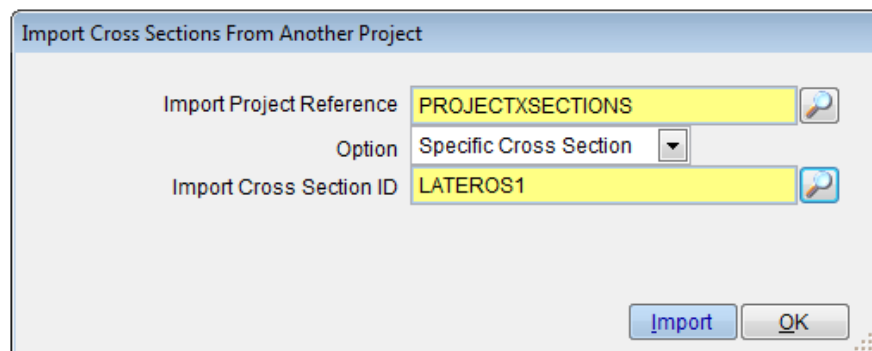 Import Cross Sections From Another Project
Import Project Reference PROJECTXSECTIONS
Option Specific Cross Section
Import Cross Section ID LATEROS1
Import OK